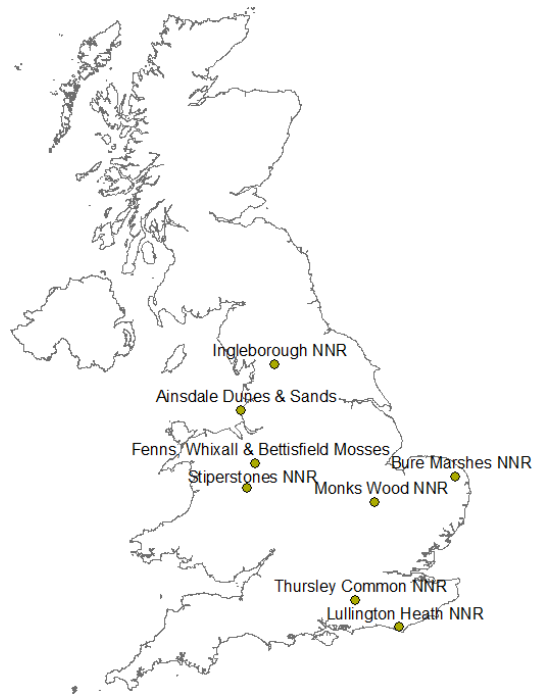 Ingleborough NNR
Ainsdale Dunes & Sands
Fenns, Whixall & Bettisfield Mosses
Bure Marshes NNR
Stiperstones NNR
Monks Wood NNR
Thursley Common NNR
Lullington Heath NNR